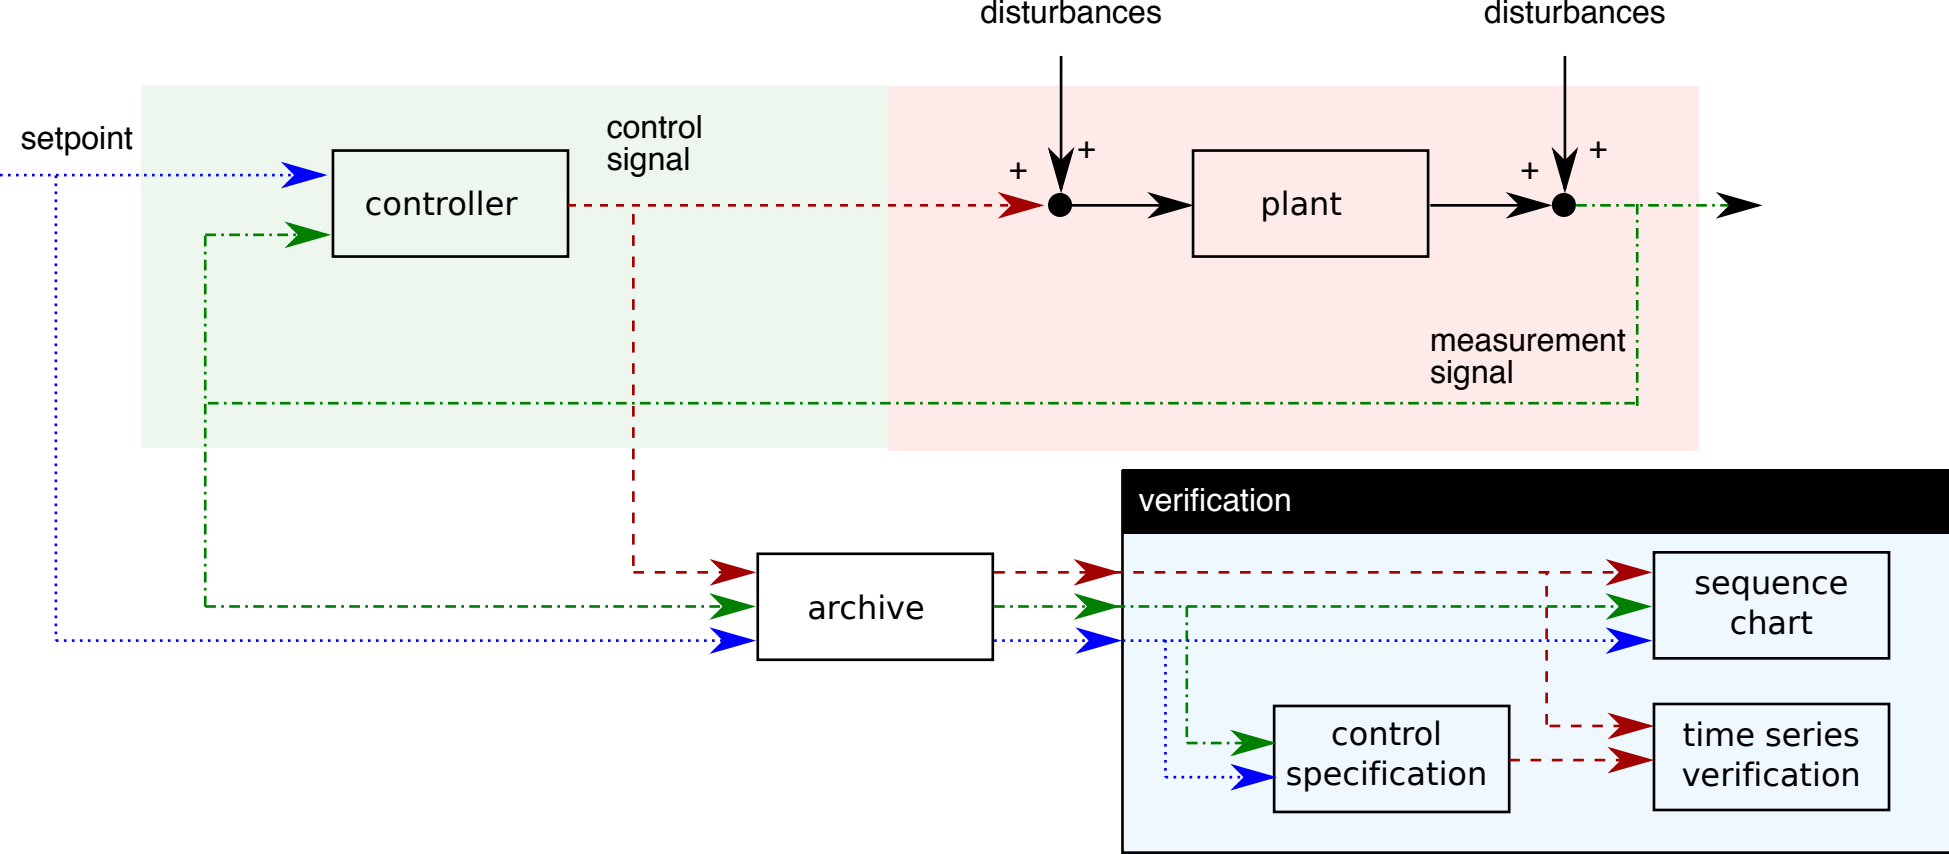 disturbances
disturbances
setpoint
control
signal
+
+
+
+
controller
plant
measurement
signal
verification
archive
sequence
chart
control
specification
time series
verification